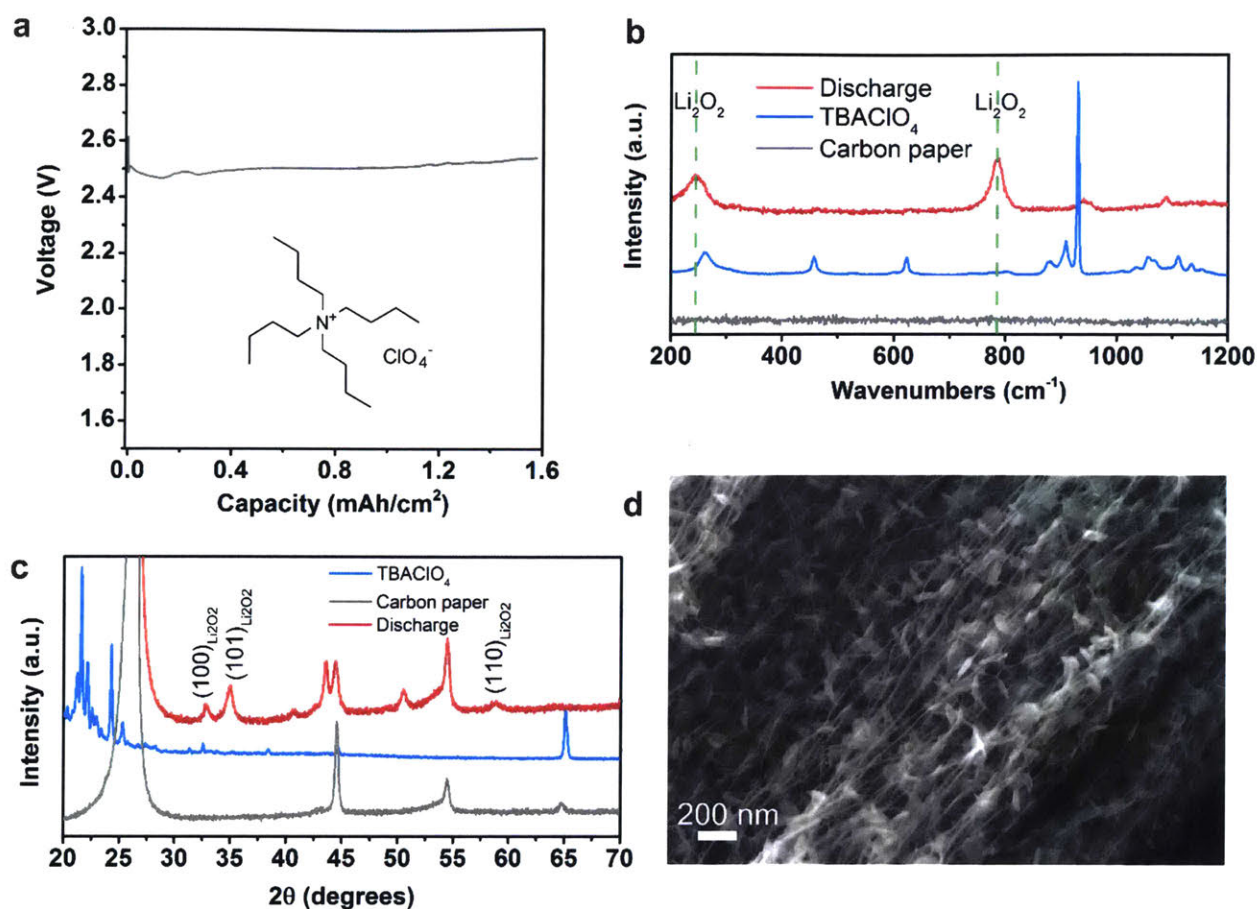 a
3.0
2.8
2.6
2.4
2.2
2.0
1.8
1.6
Voltage (V)
N⁺
ClO₄⁻
0.0 0.4 0.8 1.2 1.6
Capacity (mAh/cm²)
b
Li₂O₂ Li₂O₂
Discharge
TBAClO₄
Carbon paper
Intensity (a.u.)
200 400 600 800 1000 1200
Wavenumbers (cm⁻¹)
c
TBAClO₄
Carbon paper
Discharge
(100)Li2O2
(101)Li2O2
(110)Li2O2
Intensity (a.u.)
20 25 30 35 40 45 50 55 60 65 70
2θ (degrees)
d
200 nm